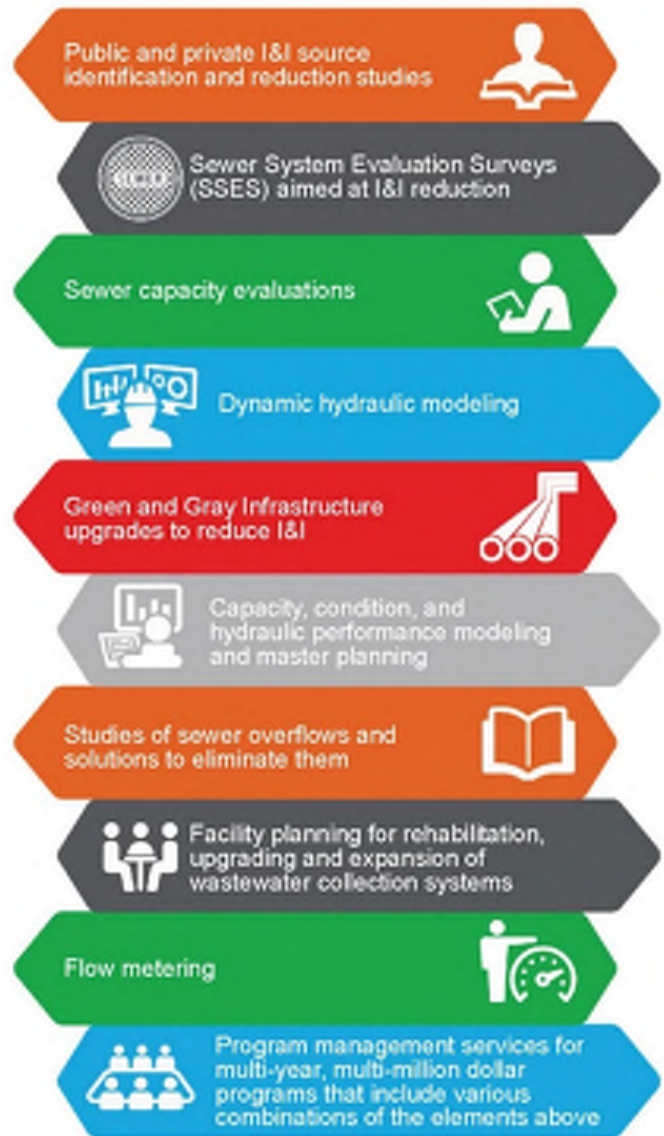 Public and private I&I source
identification and reduction studies
Sewer System Evaluation Surveys
(SSES) aimed at I&I reduction
Sewer capacity evaluations
Dynamic hydraulic modeling
Green and Gray Infrastructure
upgrades to reduce I&I
Capacity, condition, and
hydraulic performance modeling
and master planning
Studies of sewer overflows and
solutions to eliminate them
Facility planning for rehabilitation,
upgrading and expansion of
wastewater collection systems
Flow metering
Program management services for
multi-year, multi-million dollar
programs that include various
combinations of the elements above